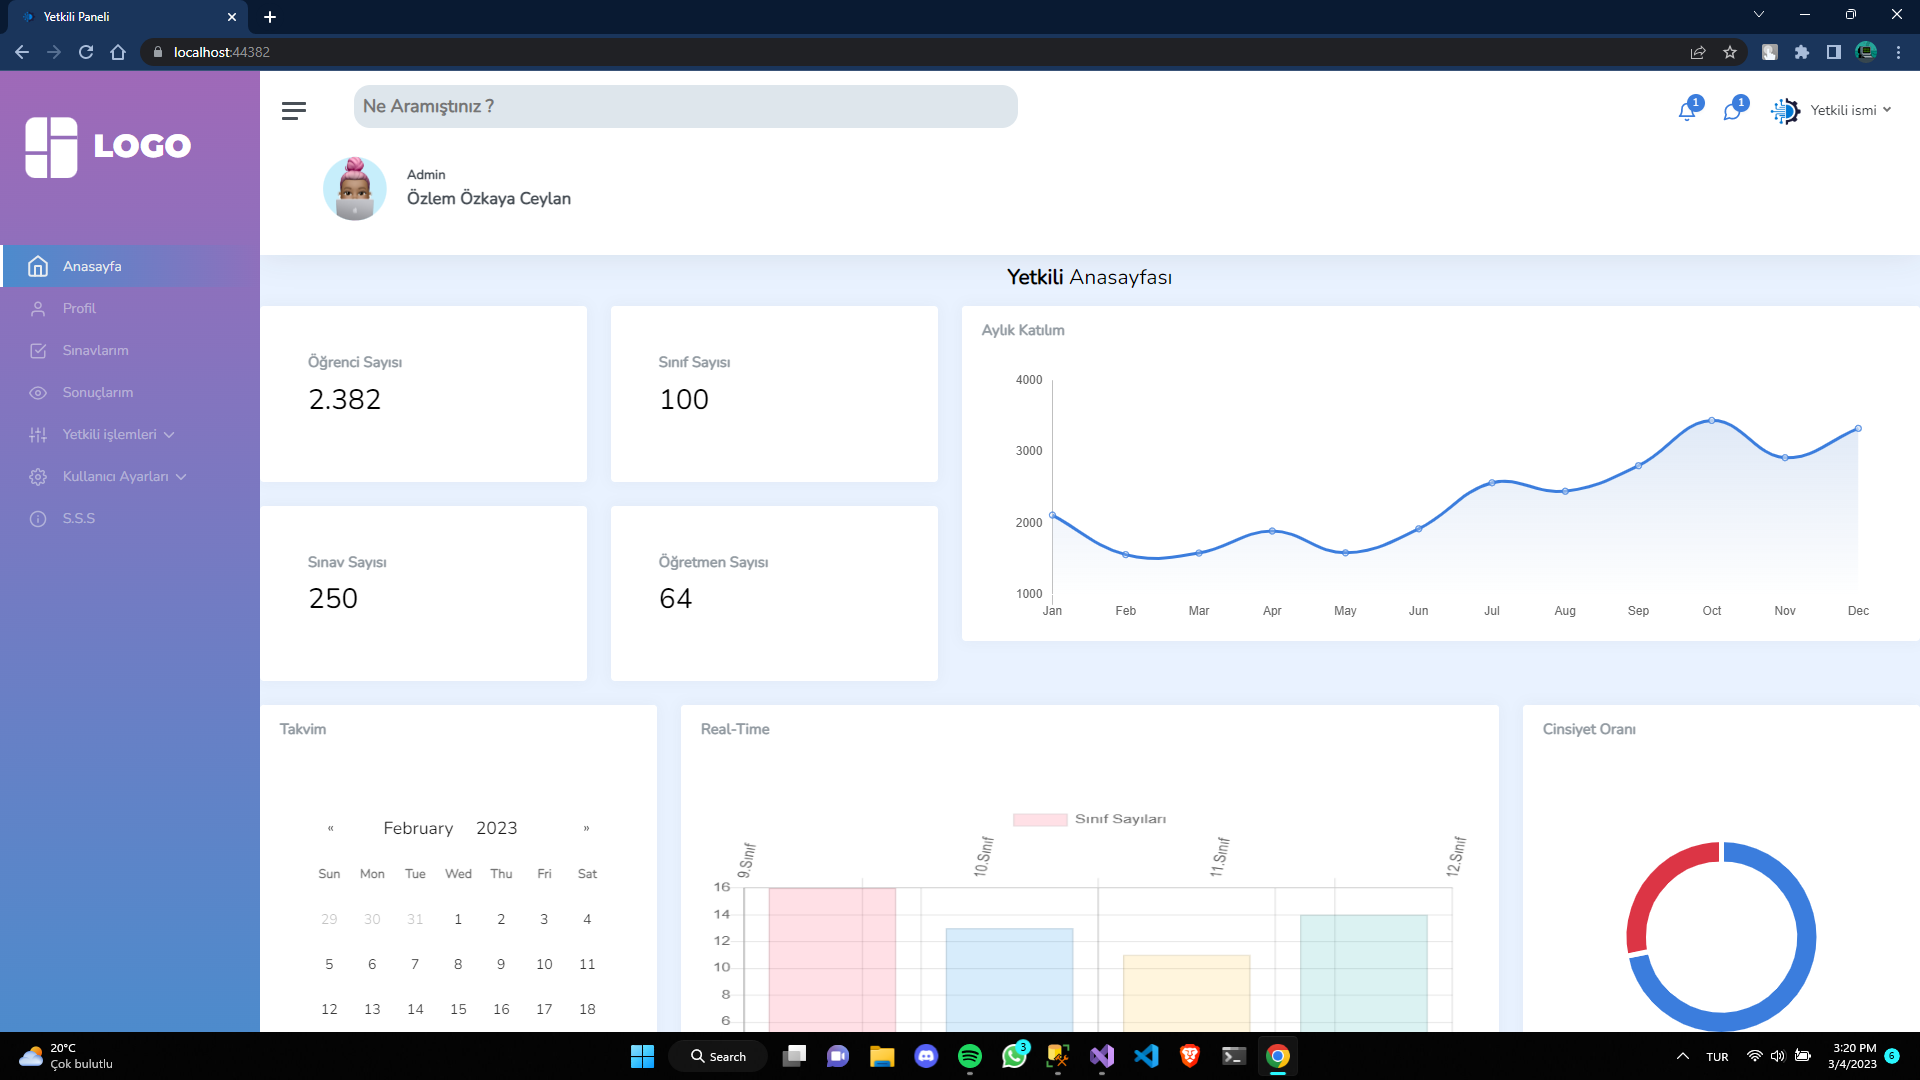 Yetkili Paneli
localhost:44382
LOGO
Ne Aramıştınız ?
1
1
Yetkili ismi
Admin
Özlem Özkaya Ceylan
Anasayfa
Profil
Sınavlarım
Sonuçlarım
Yetkili işlemleri
Kullanıcı Ayarları
S.S.S
Yetkili Anasayfası
Öğrenci Sayısı
2.382
Sınıf Sayısı
100
Sınav Sayısı
250
Öğretmen Sayısı
64
Aylık Katılım
4000
3000
2000
1000
Jan Feb Mar Apr May Jun Jul Aug Sep Oct Nov Dec
Takvim
« February 2023 »
Sun Mon Tue Wed Thu Fri Sat
29 30 31 1 2 3 4
5 6 7 8 9 10 11
12 13 14 15 16 17 18
Real-Time
Sınıf Sayıları
9.Sınıf 10.Sınıf 11.Sınıf 12.Sınıf
16
14
12
10
8
6
Cinsiyet Oranı
20°C
Çok bulutlu
Search
3
TUR
3:20 PM
3/4/2023
6